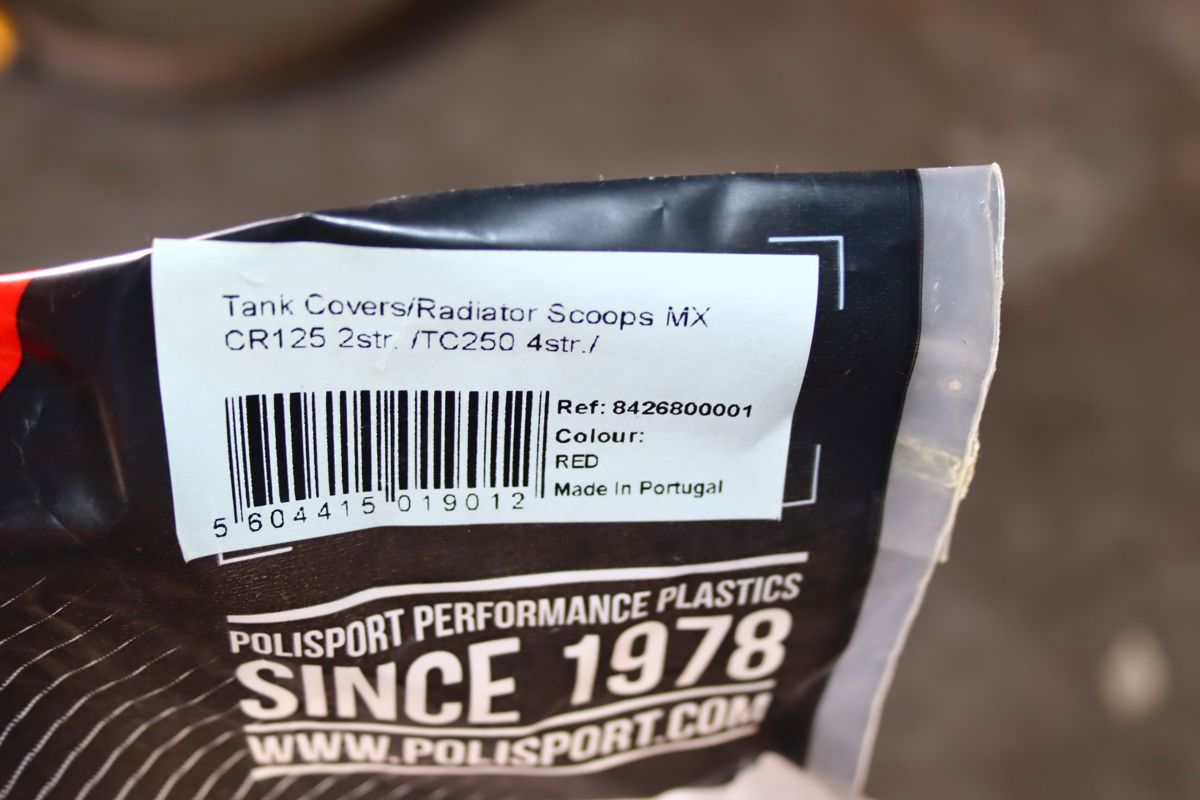 Tank Covers/Radiator Scoops MX
CR125 2str. /TC250 4str./
Ref: 8426800001
Colour:
RED
Made In Portugal
5 604415 019012
POLISPORT PERFORMANCE PLASTICS
SINCE 1978
WWW.POLISPORT.COM